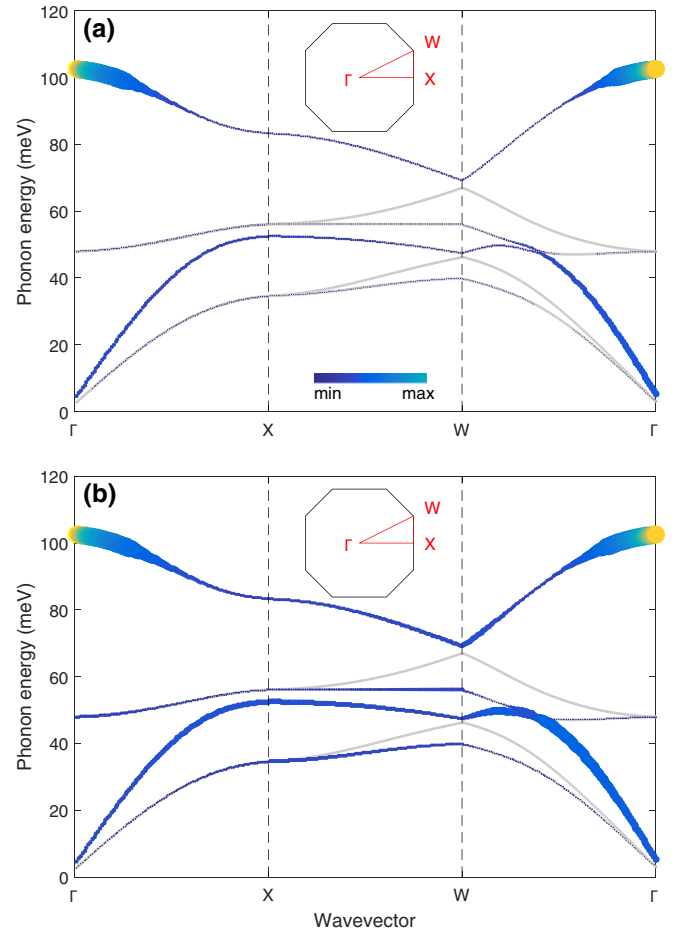 120
(a)
W
100
Γ
X
80
Phonon energy (meV)
60
40
20
min
max
0
Γ
X
W
Γ
120
(b)
W
100
Γ
X
80
Phonon energy (meV)
60
40
20
0
Γ
X
W
Γ
Wavevector